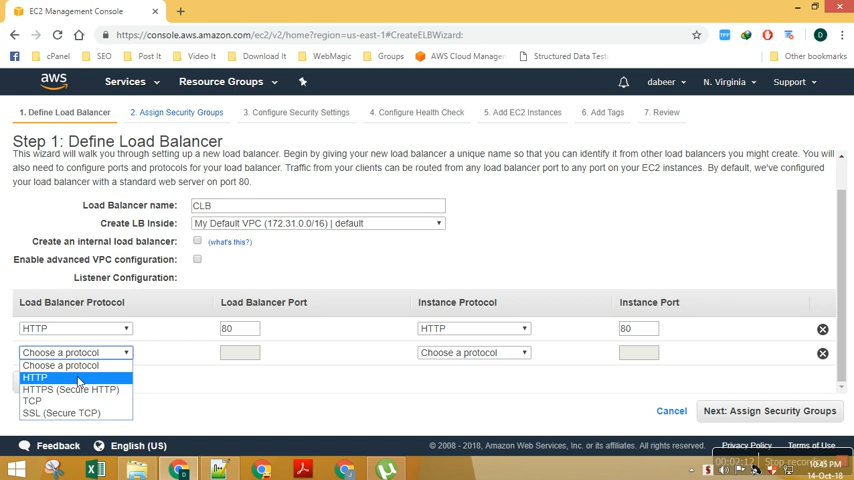 EC2 Management Console
https://console.aws.amazon.com/ec2/v2/home?region=us-east-1#CreateELBWizard:
cPanel SEO Post It Video It Download It WebMagic Groups AWS Cloud Manager Structured Data Test Other bookmarks
aws Services Resource Groups dabeer N. Virginia Support
1. Define Load Balancer 2. Assign Security Groups 3. Configure Security Settings 4. Configure Health Check 5. Add EC2 Instances 6. Add Tags 7. Review
Step 1: Define Load Balancer
This wizard will walk you through setting up a new load balancer. Begin by giving your new load balancer a unique name so that you can identify it from other load balancers you might create. You will
also need to configure ports and protocols for your load balancer. Traffic from your clients can be routed from any load balancer port to any port on your EC2 instances. By default, we've configured
your load balancer with a standard web server on port 80.
Load Balancer name: CLB
Create LB Inside: My Default VPC (172.31.0.0/16) | default
Create an internal load balancer: (what's this?)
Enable advanced VPC configuration:
Listener Configuration:
Load Balancer Protocol Load Balancer Port Instance Protocol Instance Port
HTTP 80 HTTP 80
Choose a protocol Choose a protocol
Choose a protocol
HTTP
HTTPS (Secure HTTP)
TCP
SSL (Secure TCP)
Cancel Next: Assign Security Groups
Feedback English (US) © 2008 - 2018, Amazon Web Services, Inc. or its affiliates. All rights reserved. Privacy Policy Terms of Use
00:02:12 Stop recording 10:45 PM
14-Oct-18